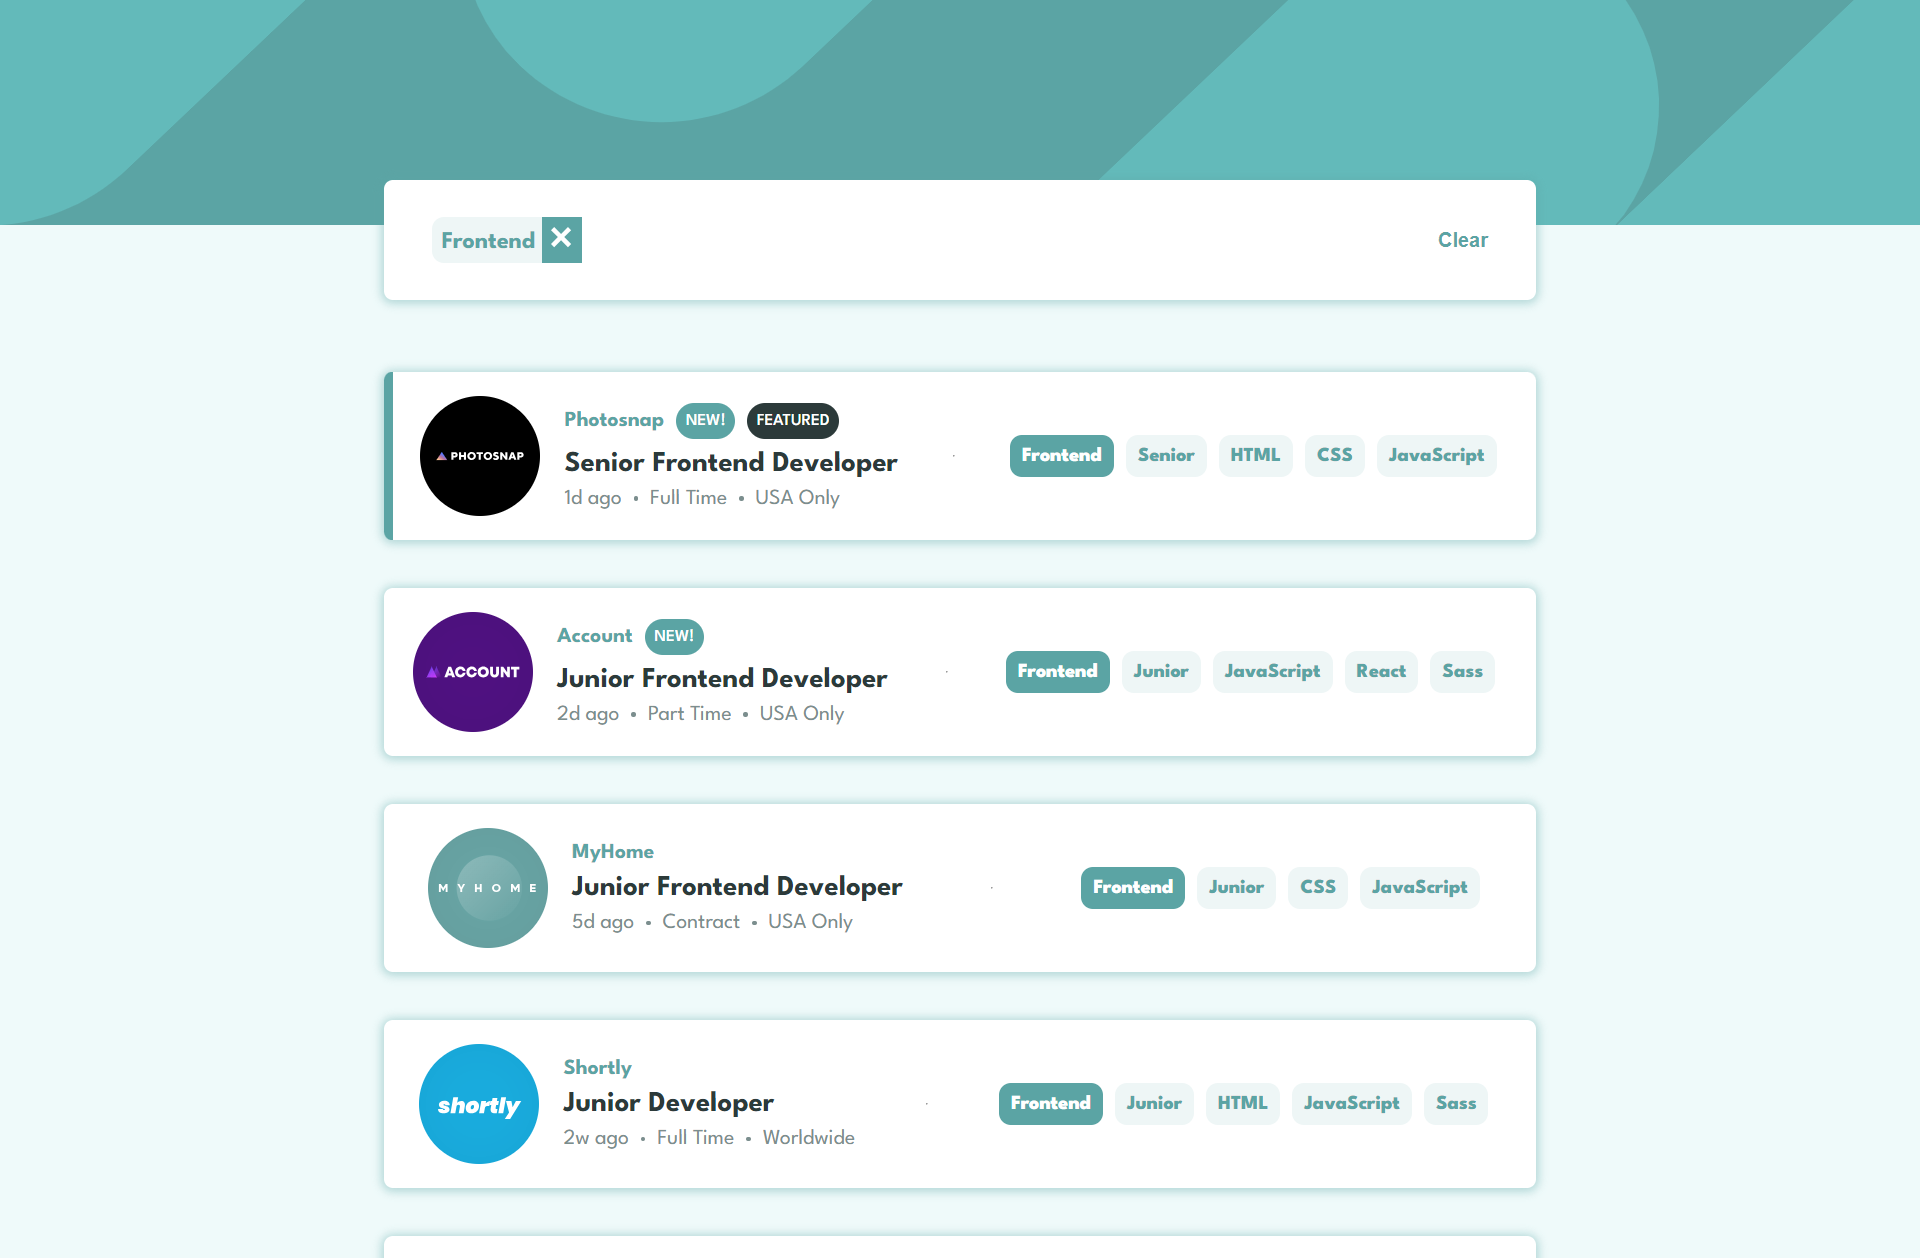 Frontend ✕ Clear
PHOTOSNAP
Photosnap NEW! FEATURED
Senior Frontend Developer
1d ago • Full Time • USA Only
Frontend Senior HTML CSS JavaScript
ACCOUNT
Account NEW!
Junior Frontend Developer
2d ago • Part Time • USA Only
Frontend Junior JavaScript React Sass
MYHOME
MyHome
Junior Frontend Developer
5d ago • Contract • USA Only
Frontend Junior CSS JavaScript
shortly
Shortly
Junior Developer
2w ago • Full Time • Worldwide
Frontend Junior HTML JavaScript Sass